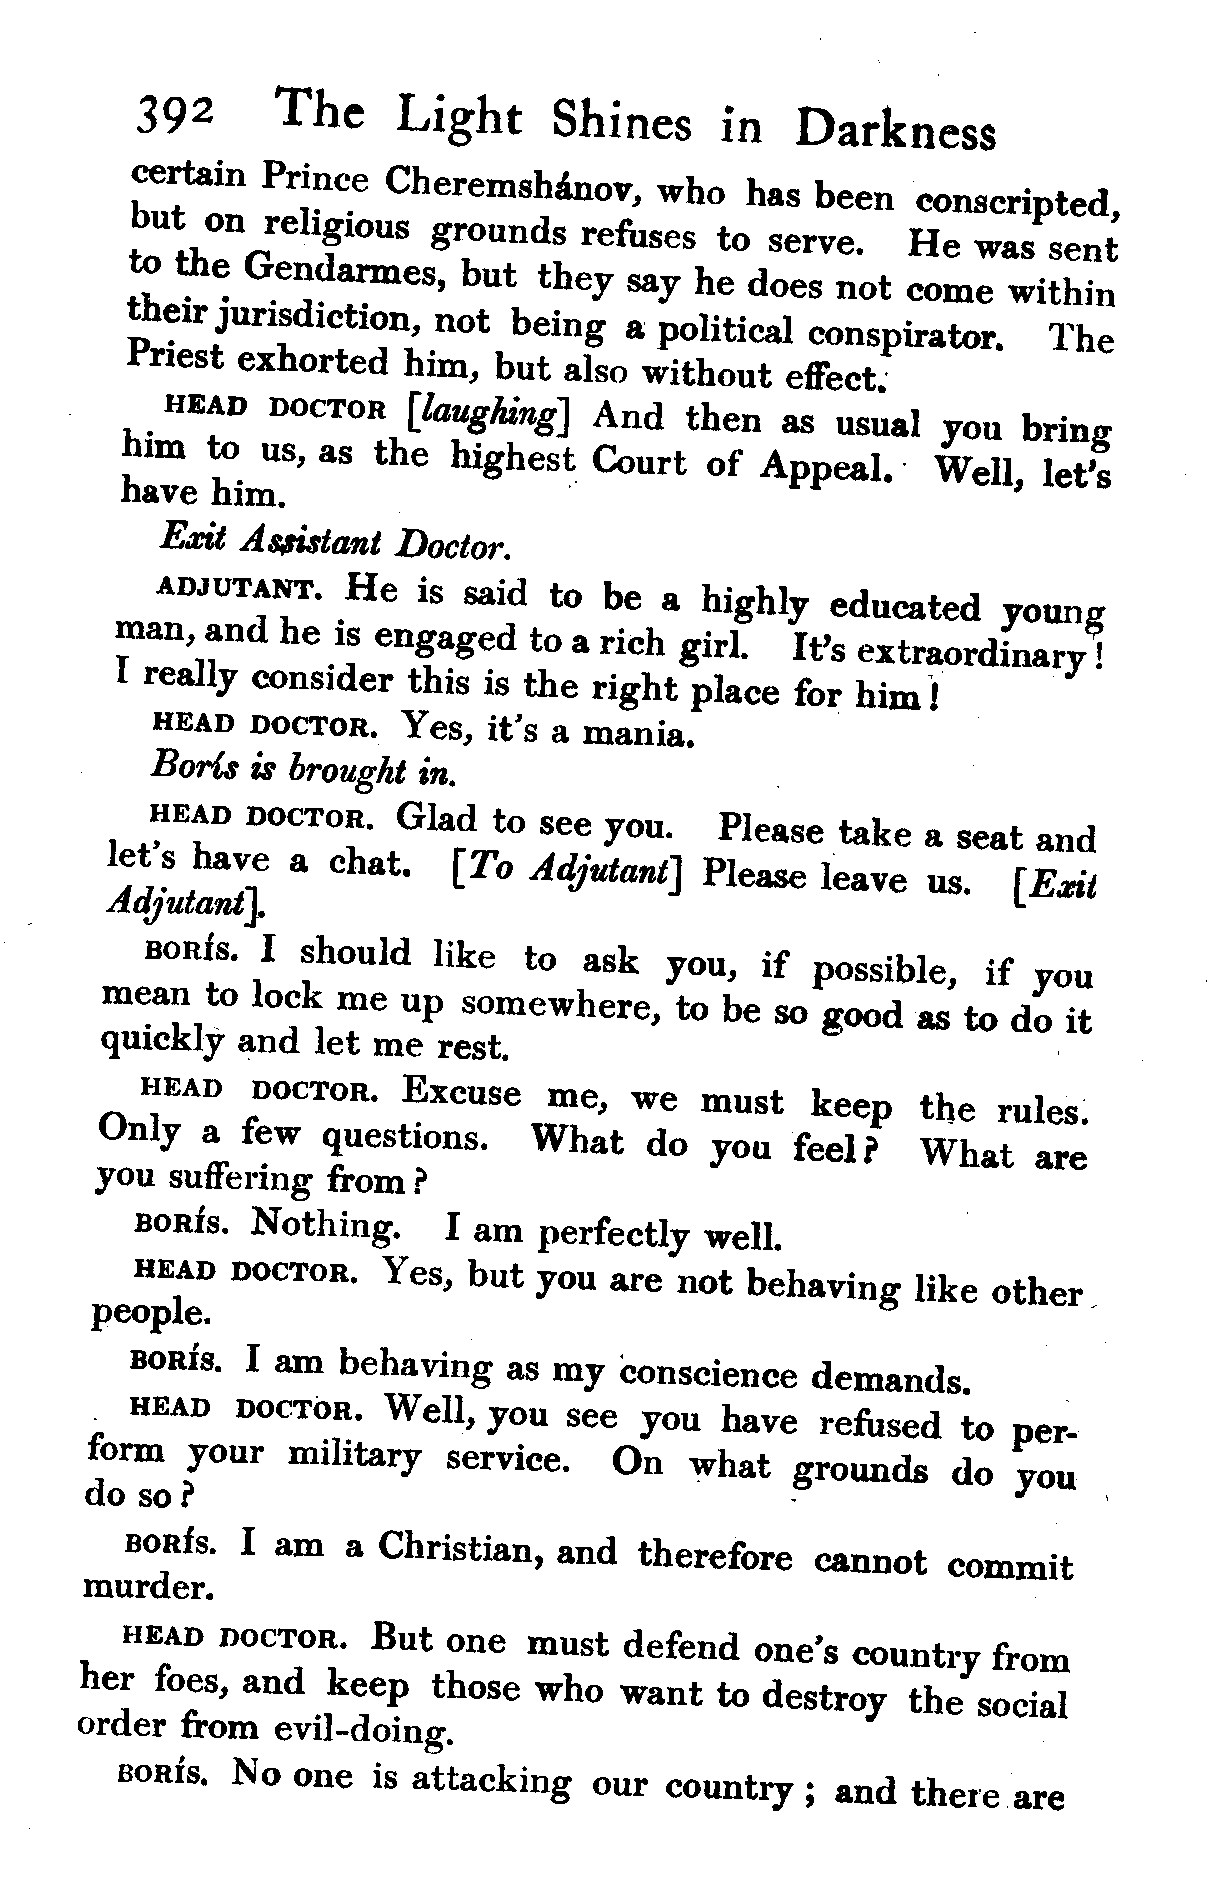 392 The Light Shines in Darkness
certain Prince Cheremshánov, who has been conscripted,
but on religious grounds refuses to serve. He was sent
to the Gendarmes, but they say he does not come within
their jurisdiction, not being a political conspirator. The
Priest exhorted him, but also without effect.
HEAD DOCTOR [laughing] And then as usual you bring
him to us, as the highest Court of Appeal. Well, let's
have him.
Exit Assistant Doctor.
ADJUTANT. He is said to be a highly educated young
man, and he is engaged to a rich girl. It's extraordinary!
I really consider this is the right place for him!
HEAD DOCTOR. Yes, it's a mania.
Borís is brought in.
HEAD DOCTOR. Glad to see you. Please take a seat and
let's have a chat. [To Adjutant] Please leave us. [Exit
Adjutant].
BORÍS. I should like to ask you, if possible, if you
mean to lock me up somewhere, to be so good as to do it
quickly and let me rest.
HEAD DOCTOR. Excuse me, we must keep the rules.
Only a few questions. What do you feel? What are
you suffering from?
BORÍS. Nothing. I am perfectly well.
HEAD DOCTOR. Yes, but you are not behaving like other
people.
BORÍS. I am behaving as my conscience demands.
HEAD DOCTOR. Well, you see you have refused to per-
form your military service. On what grounds do you
do so?
BORÍS. I am a Christian, and therefore cannot commit
murder.
HEAD DOCTOR. But one must defend one's country from
her foes, and keep those who want to destroy the social
order from evil-doing.
BORÍS. No one is attacking our country; and there are